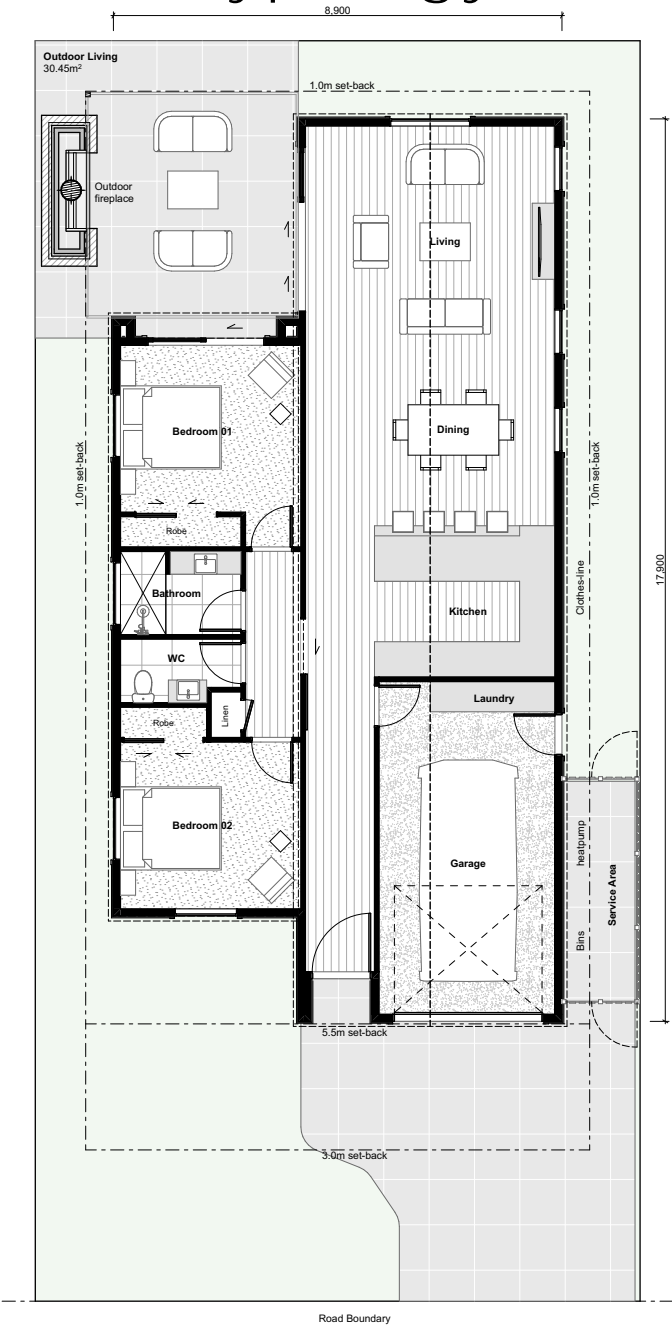 8,900
Outdoor Living
30.45m²
1.0m set-back
Outdoor
fireplace
Living
Bedroom 01
Dining
1.0m set-back
1.0m set-back
Robe
17,900
Bathroom
Clothes-line
Kitchen
WC
Laundry
Robe
Linen
Bedroom 02
heatpump
Garage
Service Area
Bins
5.5m set-back
3.0m set-back
Road Boundary